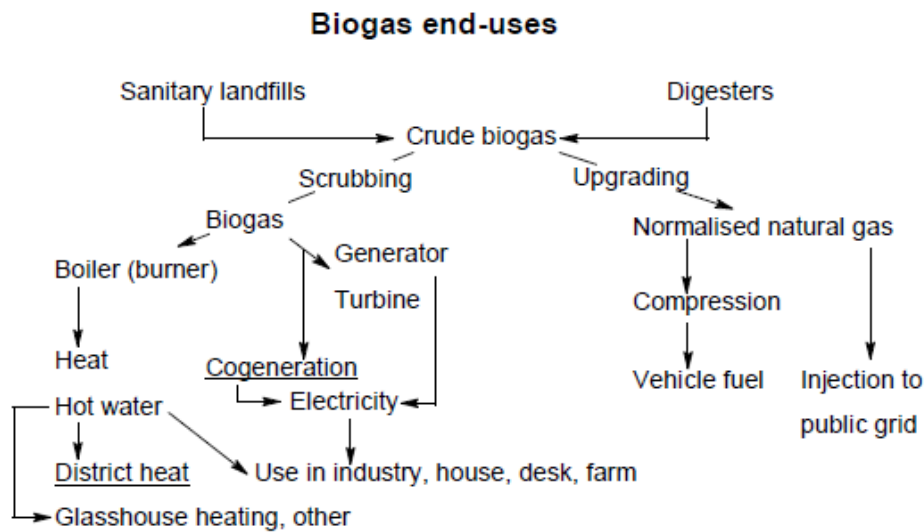 Biogas end-uses
Sanitary landfills
Digesters
Crude biogas
Scrubbing
Upgrading
Biogas
Normalised natural gas
Generator
Boiler (burner)
Turbine
Compression
Heat
Cogeneration
Vehicle fuel
Injection to
public grid
Hot water
Electricity
District heat
Use in industry, house, desk, farm
Glasshouse heating, other